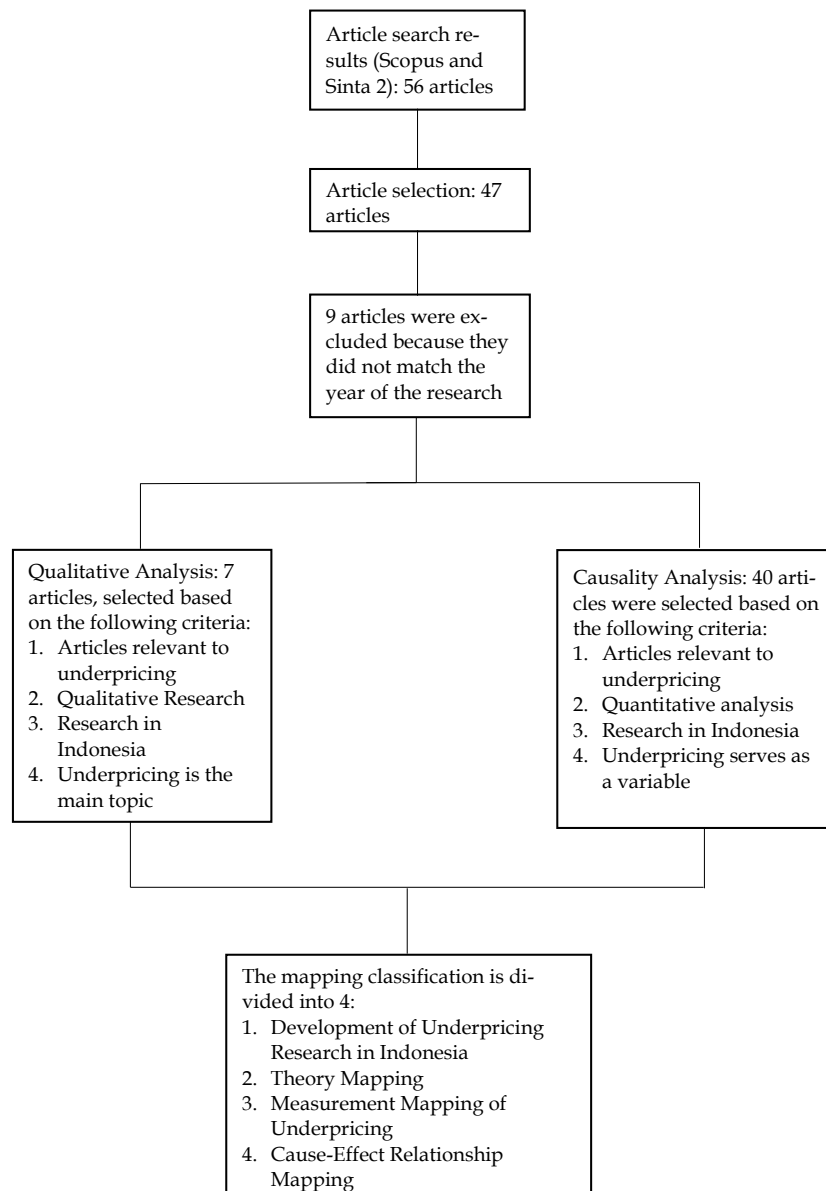 Article search re-
sults (Scopus and
Sinta 2): 56 articles
Article selection: 47
articles
9 articles were ex-
cluded because they
did not match the
year of the research
Qualitative Analysis: 7
articles, selected based
on the following criteria:
1. Articles relevant to
underpricing
2. Qualitative Research
3. Research in
Indonesia
4. Underpricing is the
main topic
Causality Analysis: 40 arti-
cles were selected based on
the following criteria:
1. Articles relevant to
underpricing
2. Quantitative analysis
3. Research in Indonesia
4. Underpricing serves as
a variable
The mapping classification is di-
vided into 4:
1. Development of Underpricing
Research in Indonesia
2. Theory Mapping
3. Measurement Mapping of
Underpricing
4. Cause-Effect Relationship
Mapping